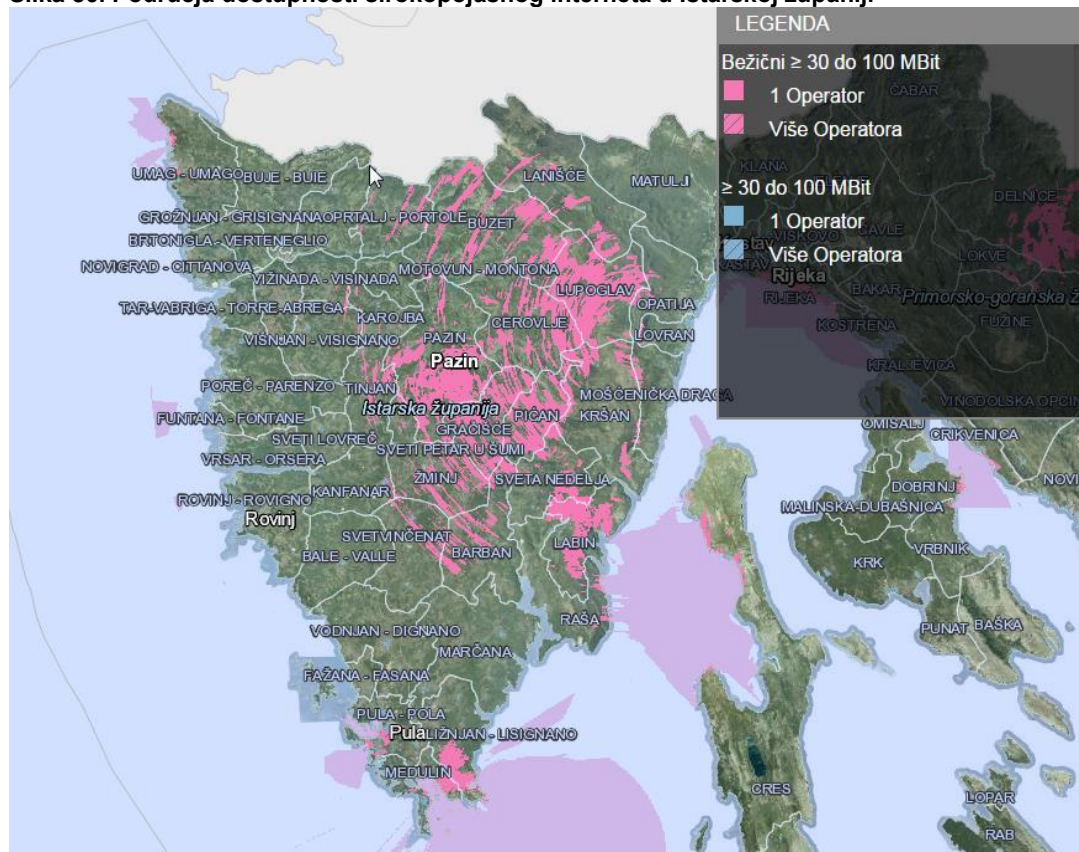 LEGENDA
Bežični ≥ 30 do 100 MBit
1 Operator
Više Operatora
≥ 30 do 100 MBit
1 Operator
Više Operatora
ČABAR
KLANA
DELNICE
VIŠKOVO
KASTAV
Rijeka
RIJEKA
BAKAR
LOKVE
Primorsko-goranska ž
KOSTRENA
FUŽINE
KRALJEVICA
VINODOLSKA OPĆIN
UMAG - UMAGO
BUJE - BUIE
LANIŠĆE
MATULJI
GROŽNJAN - GRISIGNANA
OPRTALJ - PORTOLE
BUZET
BRTONIGLA - VERTENEGLIO
NOVIGRAD - CITTANOVA
VIŽINADA - VISINADA
MOTOVUN - MONTONA
LUPOGLAV
OPATIJA
TAR-VABRIGA - TORRE-ABREGA
KAROJBA
CEROVLJE
LOVRAN
VIŠNJAN - VISIGNANO
PAZIN
Pazin
POREČ - PARENZO
TINJAN
MOŠĆENIČKA DRAGA
Istarska županija
PIĆAN
KRŠAN
FUNTANA - FONTANE
GRAČIŠĆE
SVETI LOVREČ
SVETI PETAR U ŠUMI
VRSAR - ORSERA
ŽMINJ
SVETA NEDELJA
ROVINJ - ROVIGNO
KANFANAR
Rovinj
SVETVINČENAT
LABIN
BALE - VALLE
BARBAN
RAŠA
VODNJAN - DIGNANO
MARČANA
FAŽANA - FASANA
PULA - POLA
Pula
LIŽNJAN - LISIGNANO
MEDULIN
OMIŠALJ
CRIKVENICA
DOBRINJ
NOVI
MALINSKA-DUBAŠNICA
KRK
VRBNIK
PUNAT
BAŠKA
CRES
LOPAR
RAB